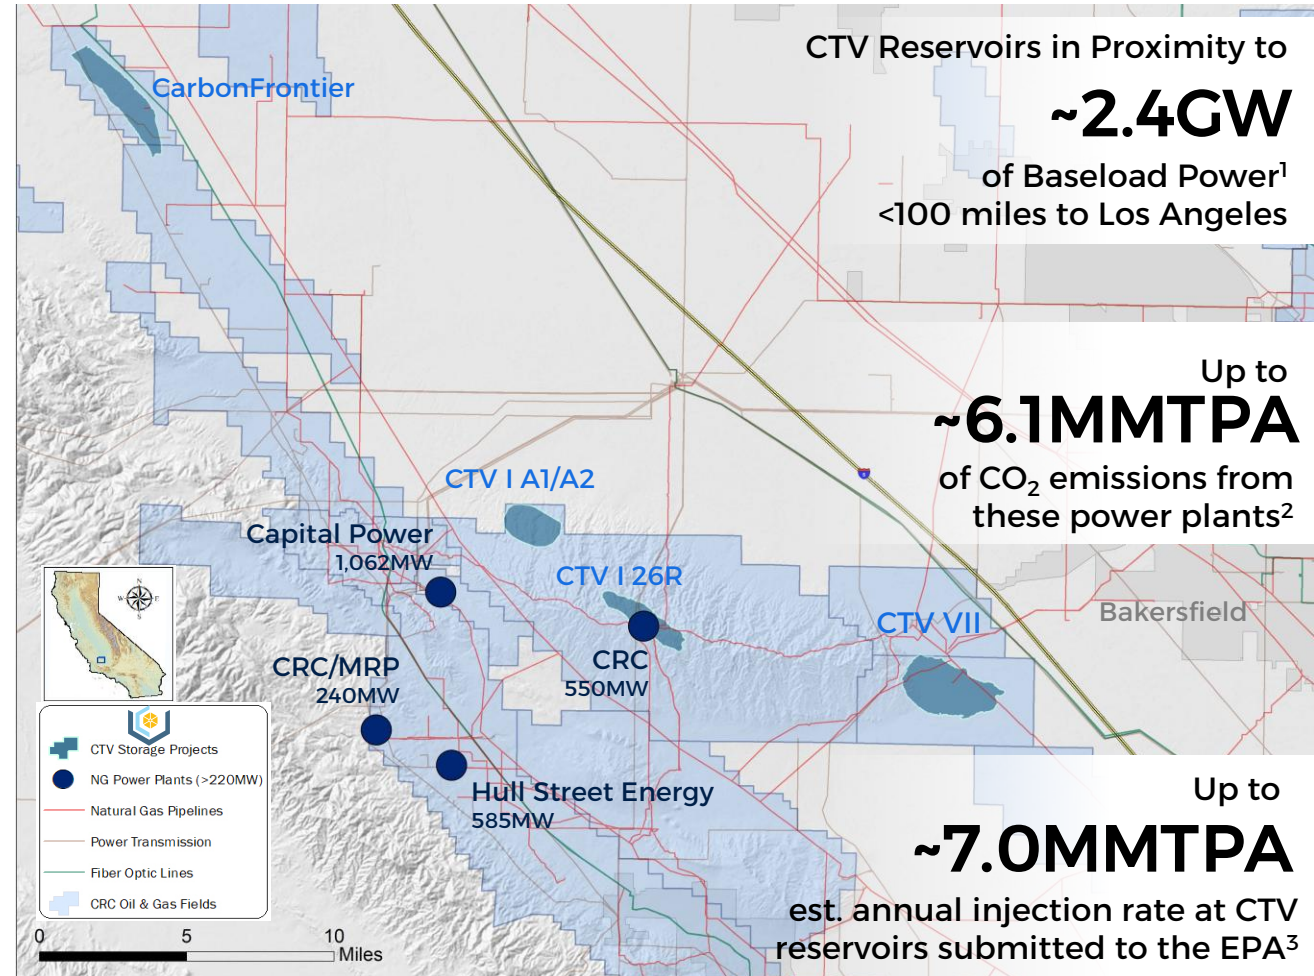 CTV Reservoirs in Proximity to
~2.4GW
of Baseload Power¹
<100 miles to Los Angeles
Up to
~6.1MMTPA
of CO₂ emissions from
these power plants²
Up to
~7.0MMTPA
est. annual injection rate at CTV
reservoirs submitted to the EPA³
CarbonFrontier
CTV I A1/A2
Capital Power
1,062MW
CTV I 26R
CTV VII
Bakersfield
CRC/MRP
240MW
CRC
550MW
Hull Street Energy
585MW
N
W
E
S
CTV Storage Projects
NG Power Plants (>220MW)
Natural Gas Pipelines
Power Transmission
Fiber Optic Lines
CRC Oil & Gas Fields
0 5 10
Miles